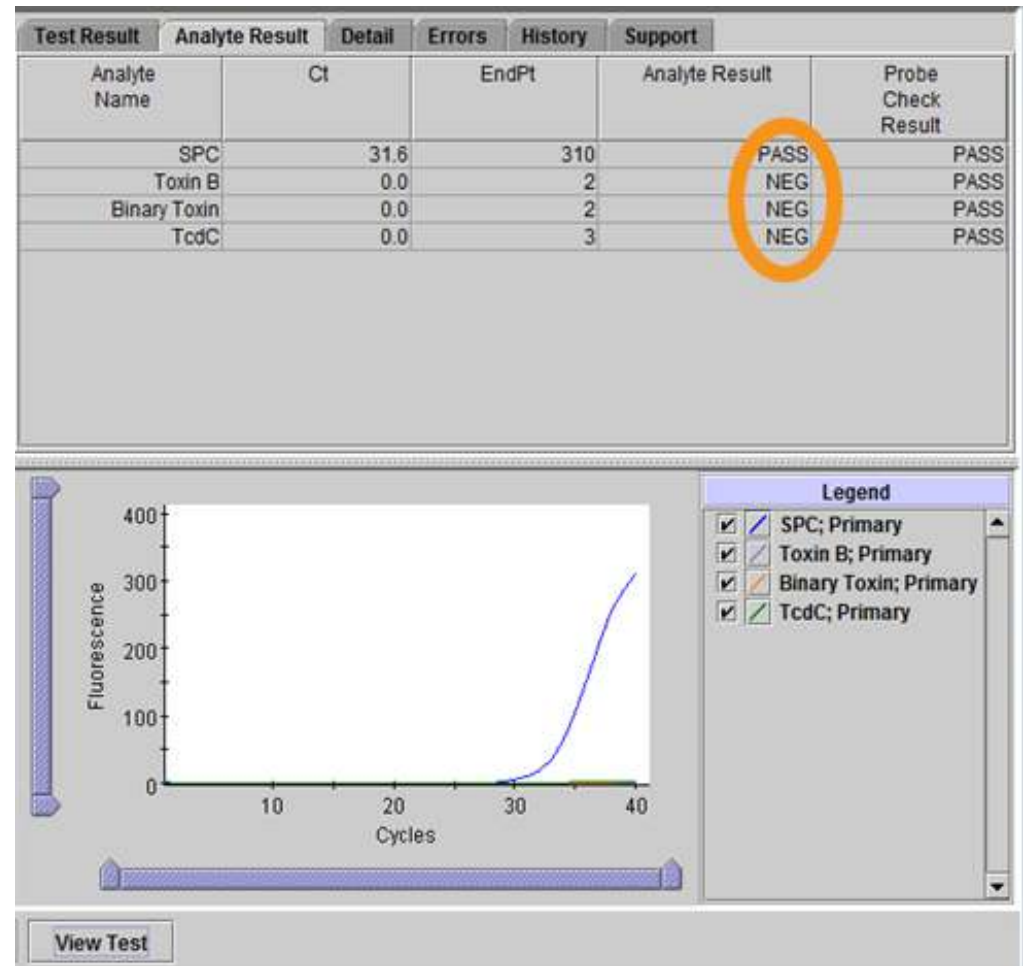 Test Result Analyte Result Detail Errors History Support
Analyte Name Ct EndPt Analyte Result Probe Check Result
SPC 31.6 310 PASS PASS
Toxin B 0.0 2 NEG PASS
Binary Toxin 0.0 2 NEG PASS
TcdC 0.0 3 NEG PASS
Legend
SPC; Primary
Toxin B; Primary
Binary Toxin; Primary
TcdC; Primary
400
300
200
100
0
Fluorescence
10 20 30 40
Cycles
View Test